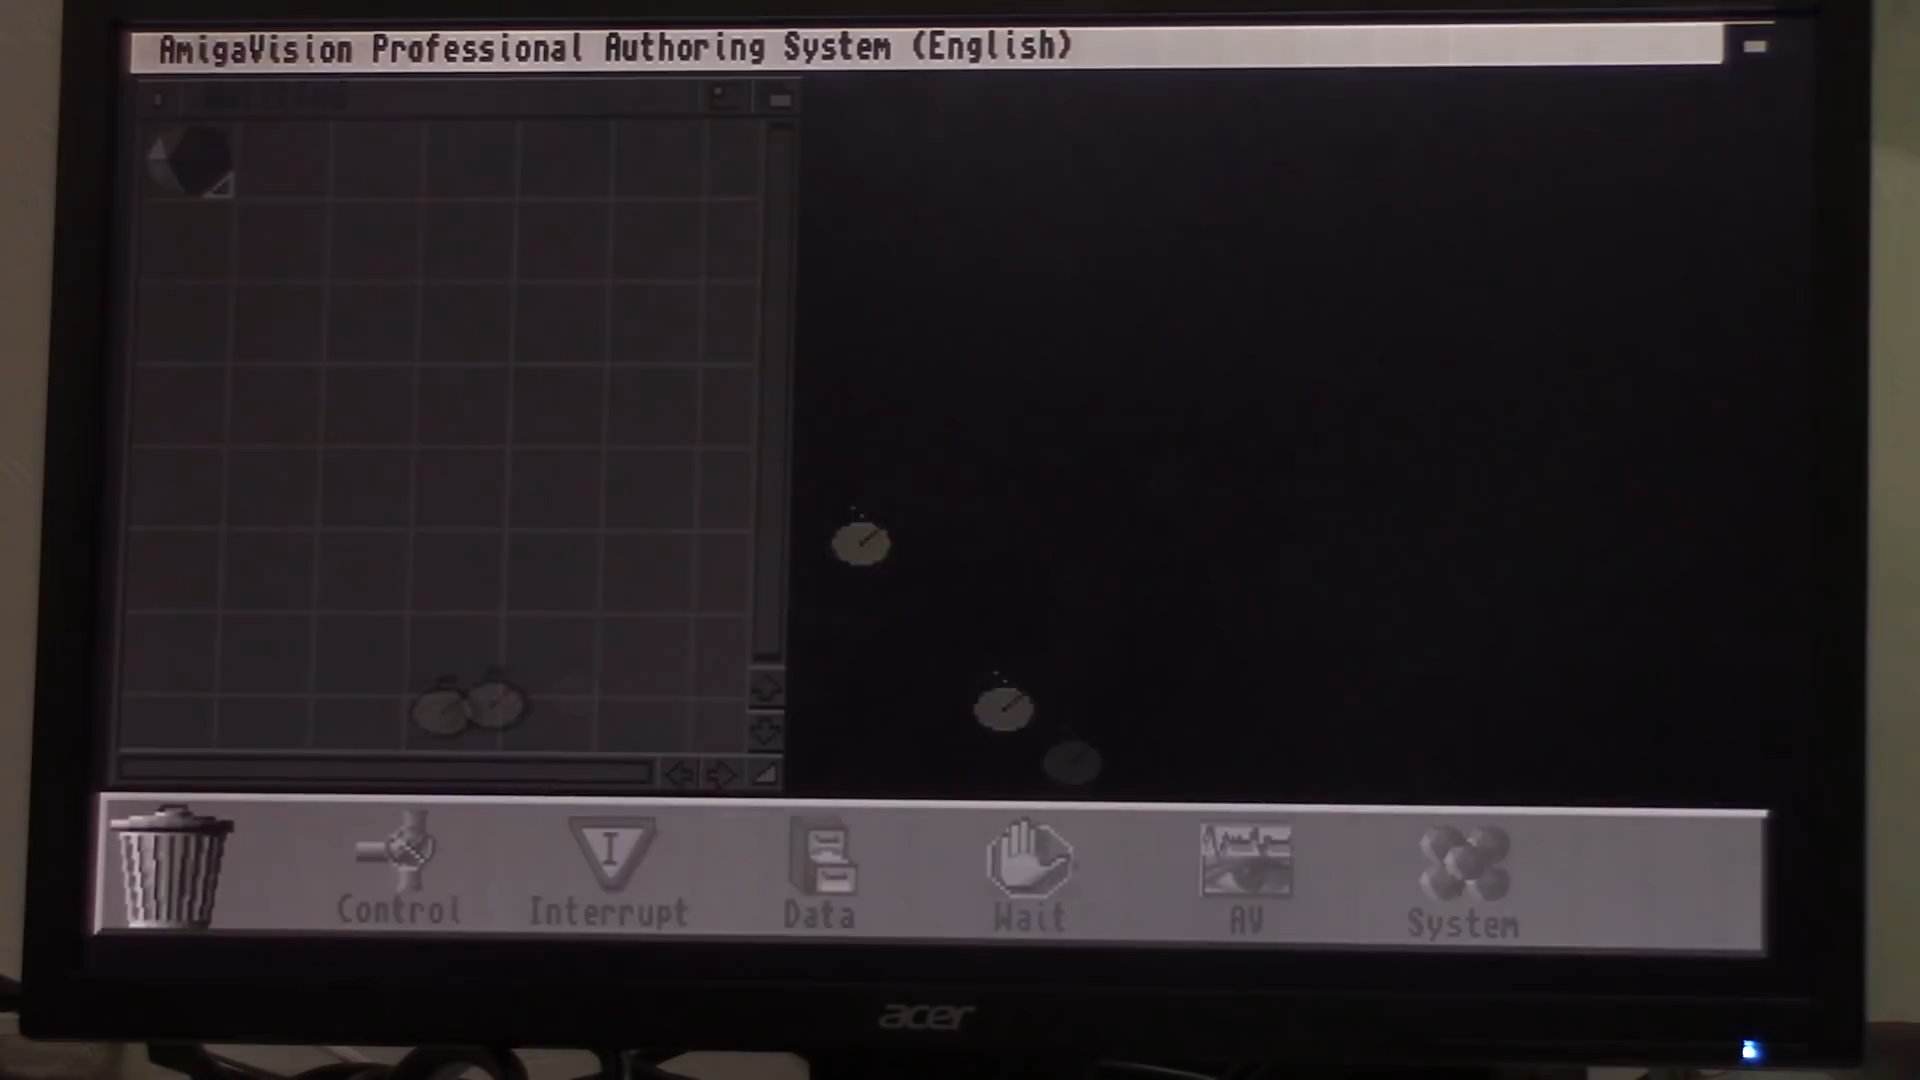 AmigaVision Professional Authoring System (English)
Control
Interrupt
Data
Wait
AV
System
acer